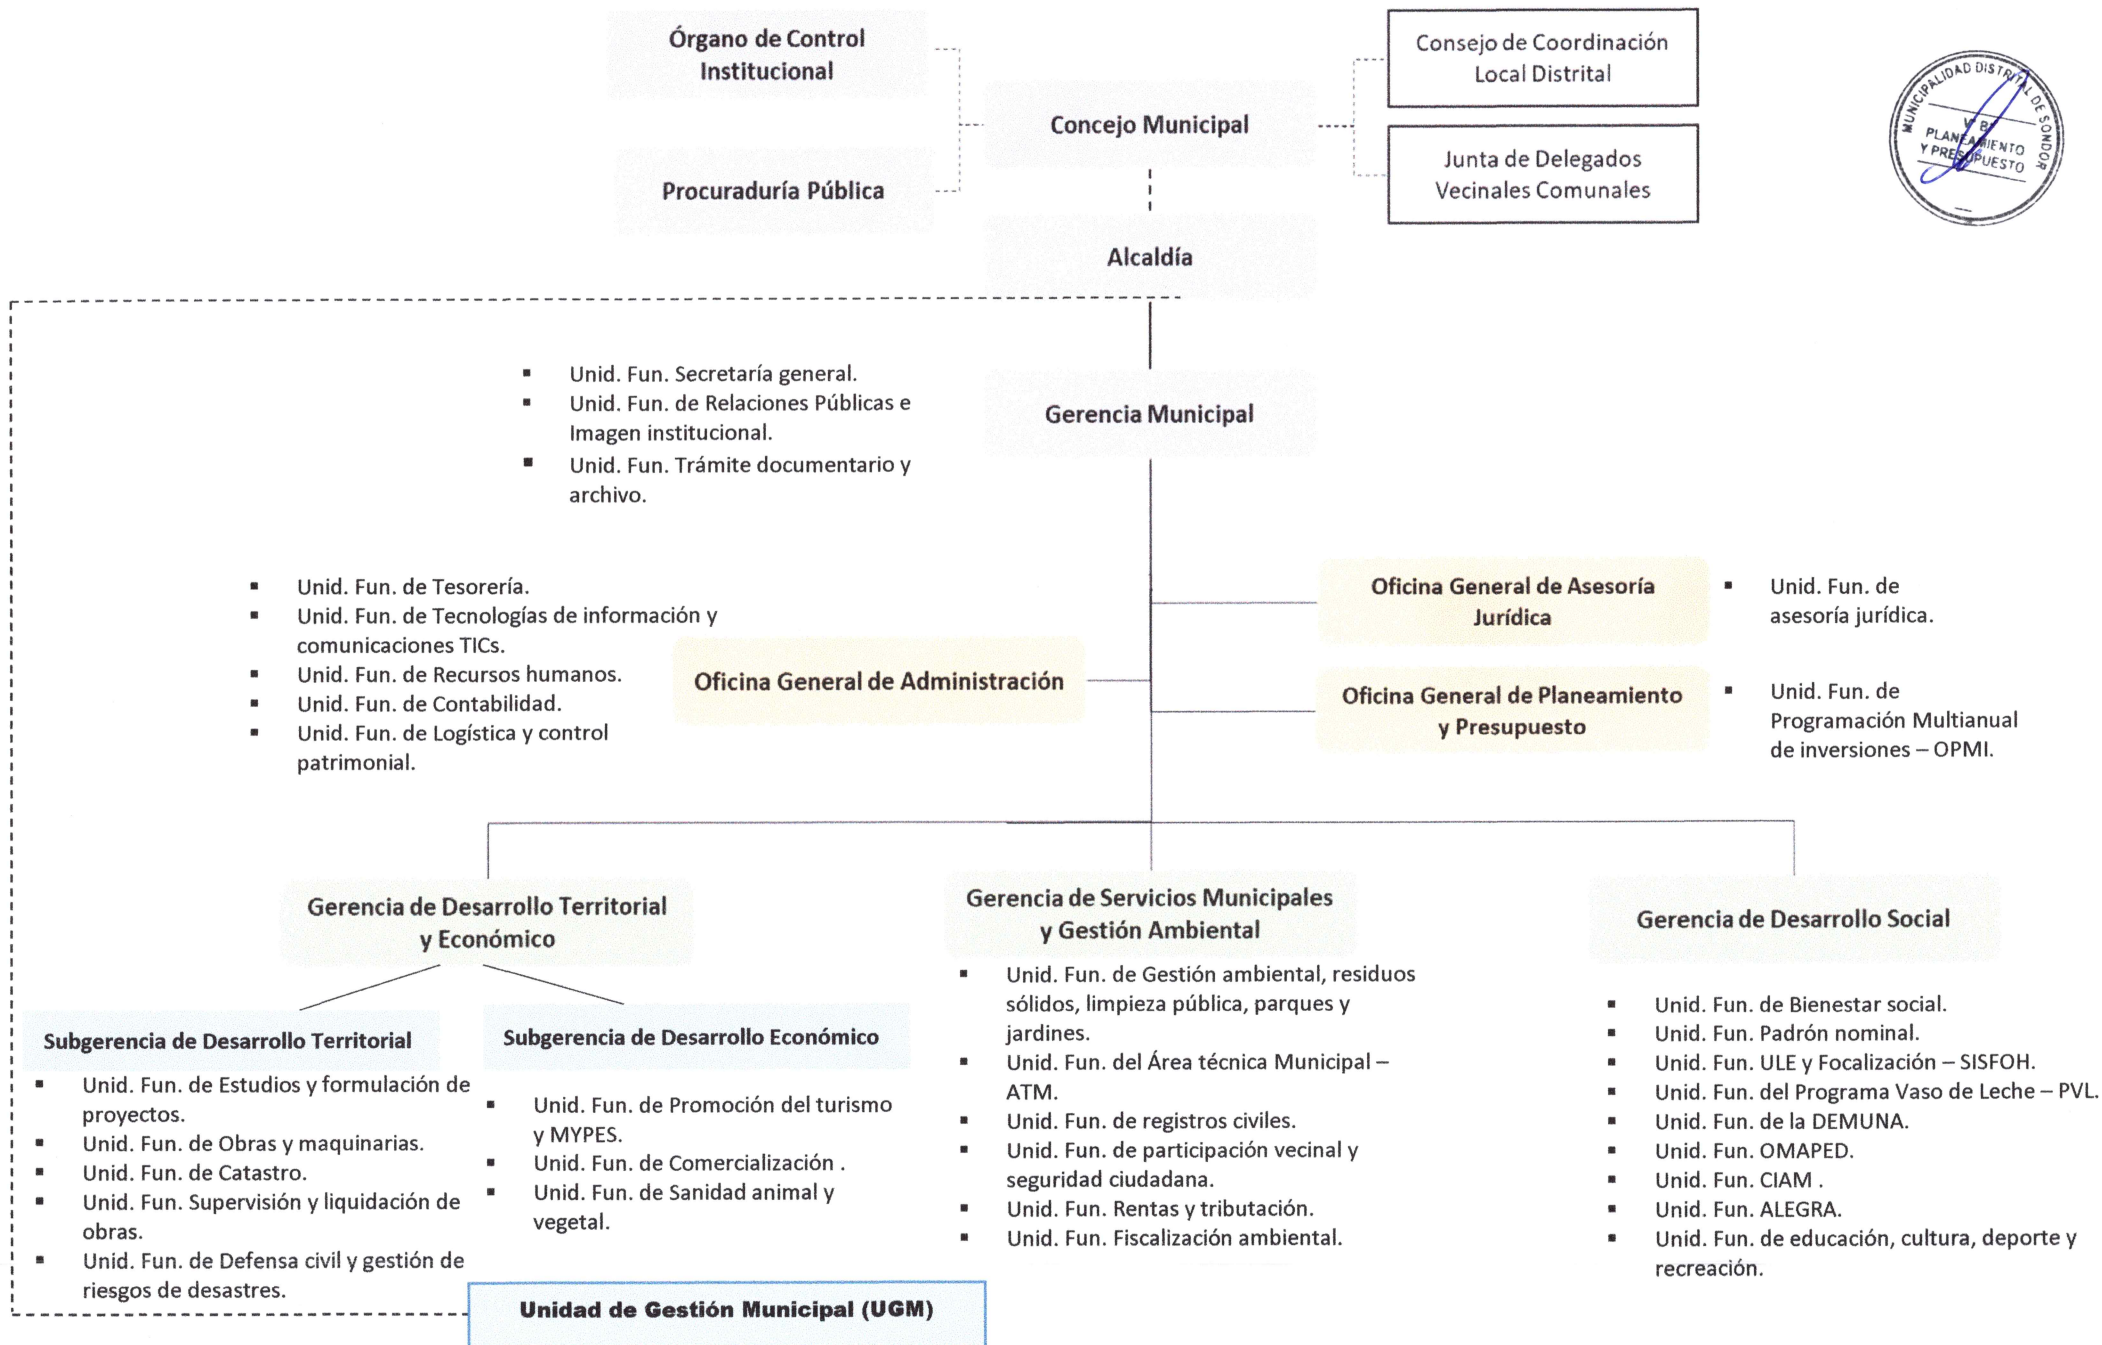 Órgano de Control
Institucional
Consejo de Coordinación
Local Distrital
Concejo Municipal
Procuraduría Pública
Junta de Delegados
Vecinales Comunales
MUNICIPALIDAD DISTRITAL DE SONDOR
V° B°
PLANEAMIENTO
Y PRESUPUESTO
Alcaldía
▪ Unid. Fun. Secretaría general.
▪ Unid. Fun. de Relaciones Públicas e
Imagen institucional.
▪ Unid. Fun. Trámite documentario y
archivo.
Gerencia Municipal
▪ Unid. Fun. de Tesorería.
▪ Unid. Fun. de Tecnologías de información y
comunicaciones TICs.
▪ Unid. Fun. de Recursos humanos.
▪ Unid. Fun. de Contabilidad.
▪ Unid. Fun. de Logística y control
patrimonial.
Oficina General de Administración
Oficina General de Asesoría
Jurídica
▪ Unid. Fun. de
asesoría jurídica.
Oficina General de Planeamiento
y Presupuesto
▪ Unid. Fun. de
Programación Multianual
de inversiones – OPMI.
Gerencia de Desarrollo Territorial
y Económico
Subgerencia de Desarrollo Territorial
▪ Unid. Fun. de Estudios y formulación de
proyectos.
▪ Unid. Fun. de Obras y maquinarias.
▪ Unid. Fun. de Catastro.
▪ Unid. Fun. Supervisión y liquidación de
obras.
▪ Unid. Fun. de Defensa civil y gestión de
riesgos de desastres.
Subgerencia de Desarrollo Económico
▪ Unid. Fun. de Promoción del turismo
y MYPES.
▪ Unid. Fun. de Comercialización .
▪ Unid. Fun. de Sanidad animal y
vegetal.
Gerencia de Servicios Municipales
y Gestión Ambiental
▪ Unid. Fun. de Gestión ambiental, residuos
sólidos, limpieza pública, parques y
jardines.
▪ Unid. Fun. del Área técnica Municipal –
ATM.
▪ Unid. Fun. de registros civiles.
▪ Unid. Fun. de participación vecinal y
seguridad ciudadana.
▪ Unid. Fun. Rentas y tributación.
▪ Unid. Fun. Fiscalización ambiental.
Gerencia de Desarrollo Social
▪ Unid. Fun. de Bienestar social.
▪ Unid. Fun. Padrón nominal.
▪ Unid. Fun. ULE y Focalización – SISFOH.
▪ Unid. Fun. del Programa Vaso de Leche – PVL.
▪ Unid. Fun. de la DEMUNA.
▪ Unid. Fun. OMAPED.
▪ Unid. Fun. CIAM .
▪ Unid. Fun. ALEGRA.
▪ Unid. Fun. de educación, cultura, deporte y
recreación.
Unidad de Gestión Municipal (UGM)